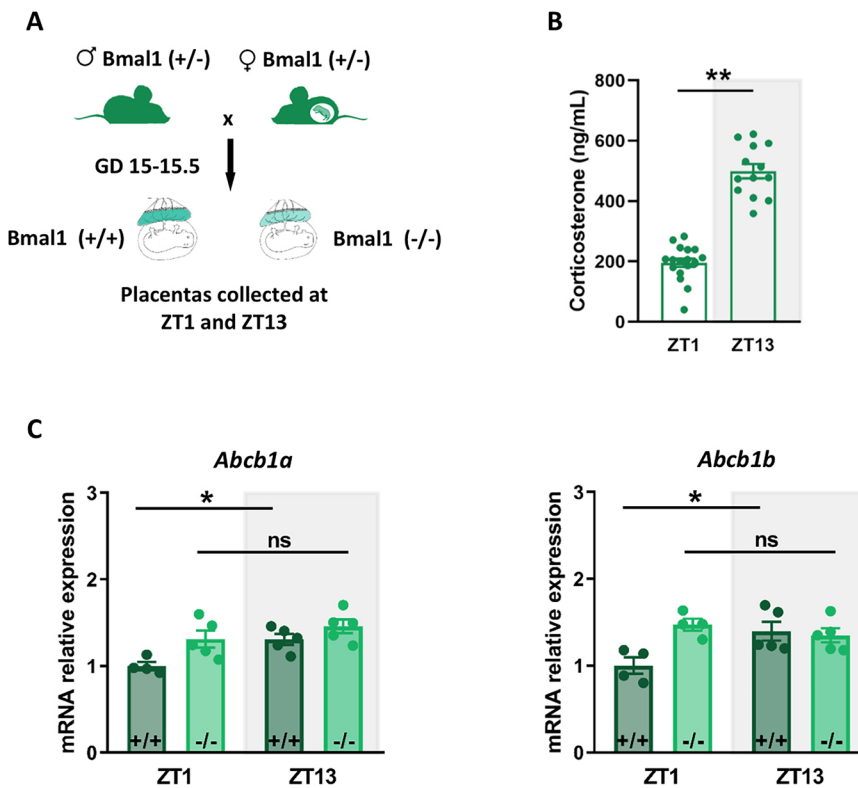 A
♂ Bmal1 (+/-) ♀ Bmal1 (+/-)
x
GD 15-15.5
Bmal1 (+/+) Bmal1 (-/-)
Placentas collected at
ZT1 and ZT13
B
**
Corticosterone (ng/mL)
800
600
400
200
0
ZT1 ZT13
C
Abcb1a
mRNA relative expression
3
2
1
0
*
ns
+/+ -/- +/+ -/-
ZT1 ZT13
Abcb1b
mRNA relative expression
3
2
1
0
*
ns
+/+ -/- +/+ -/-
ZT1 ZT13